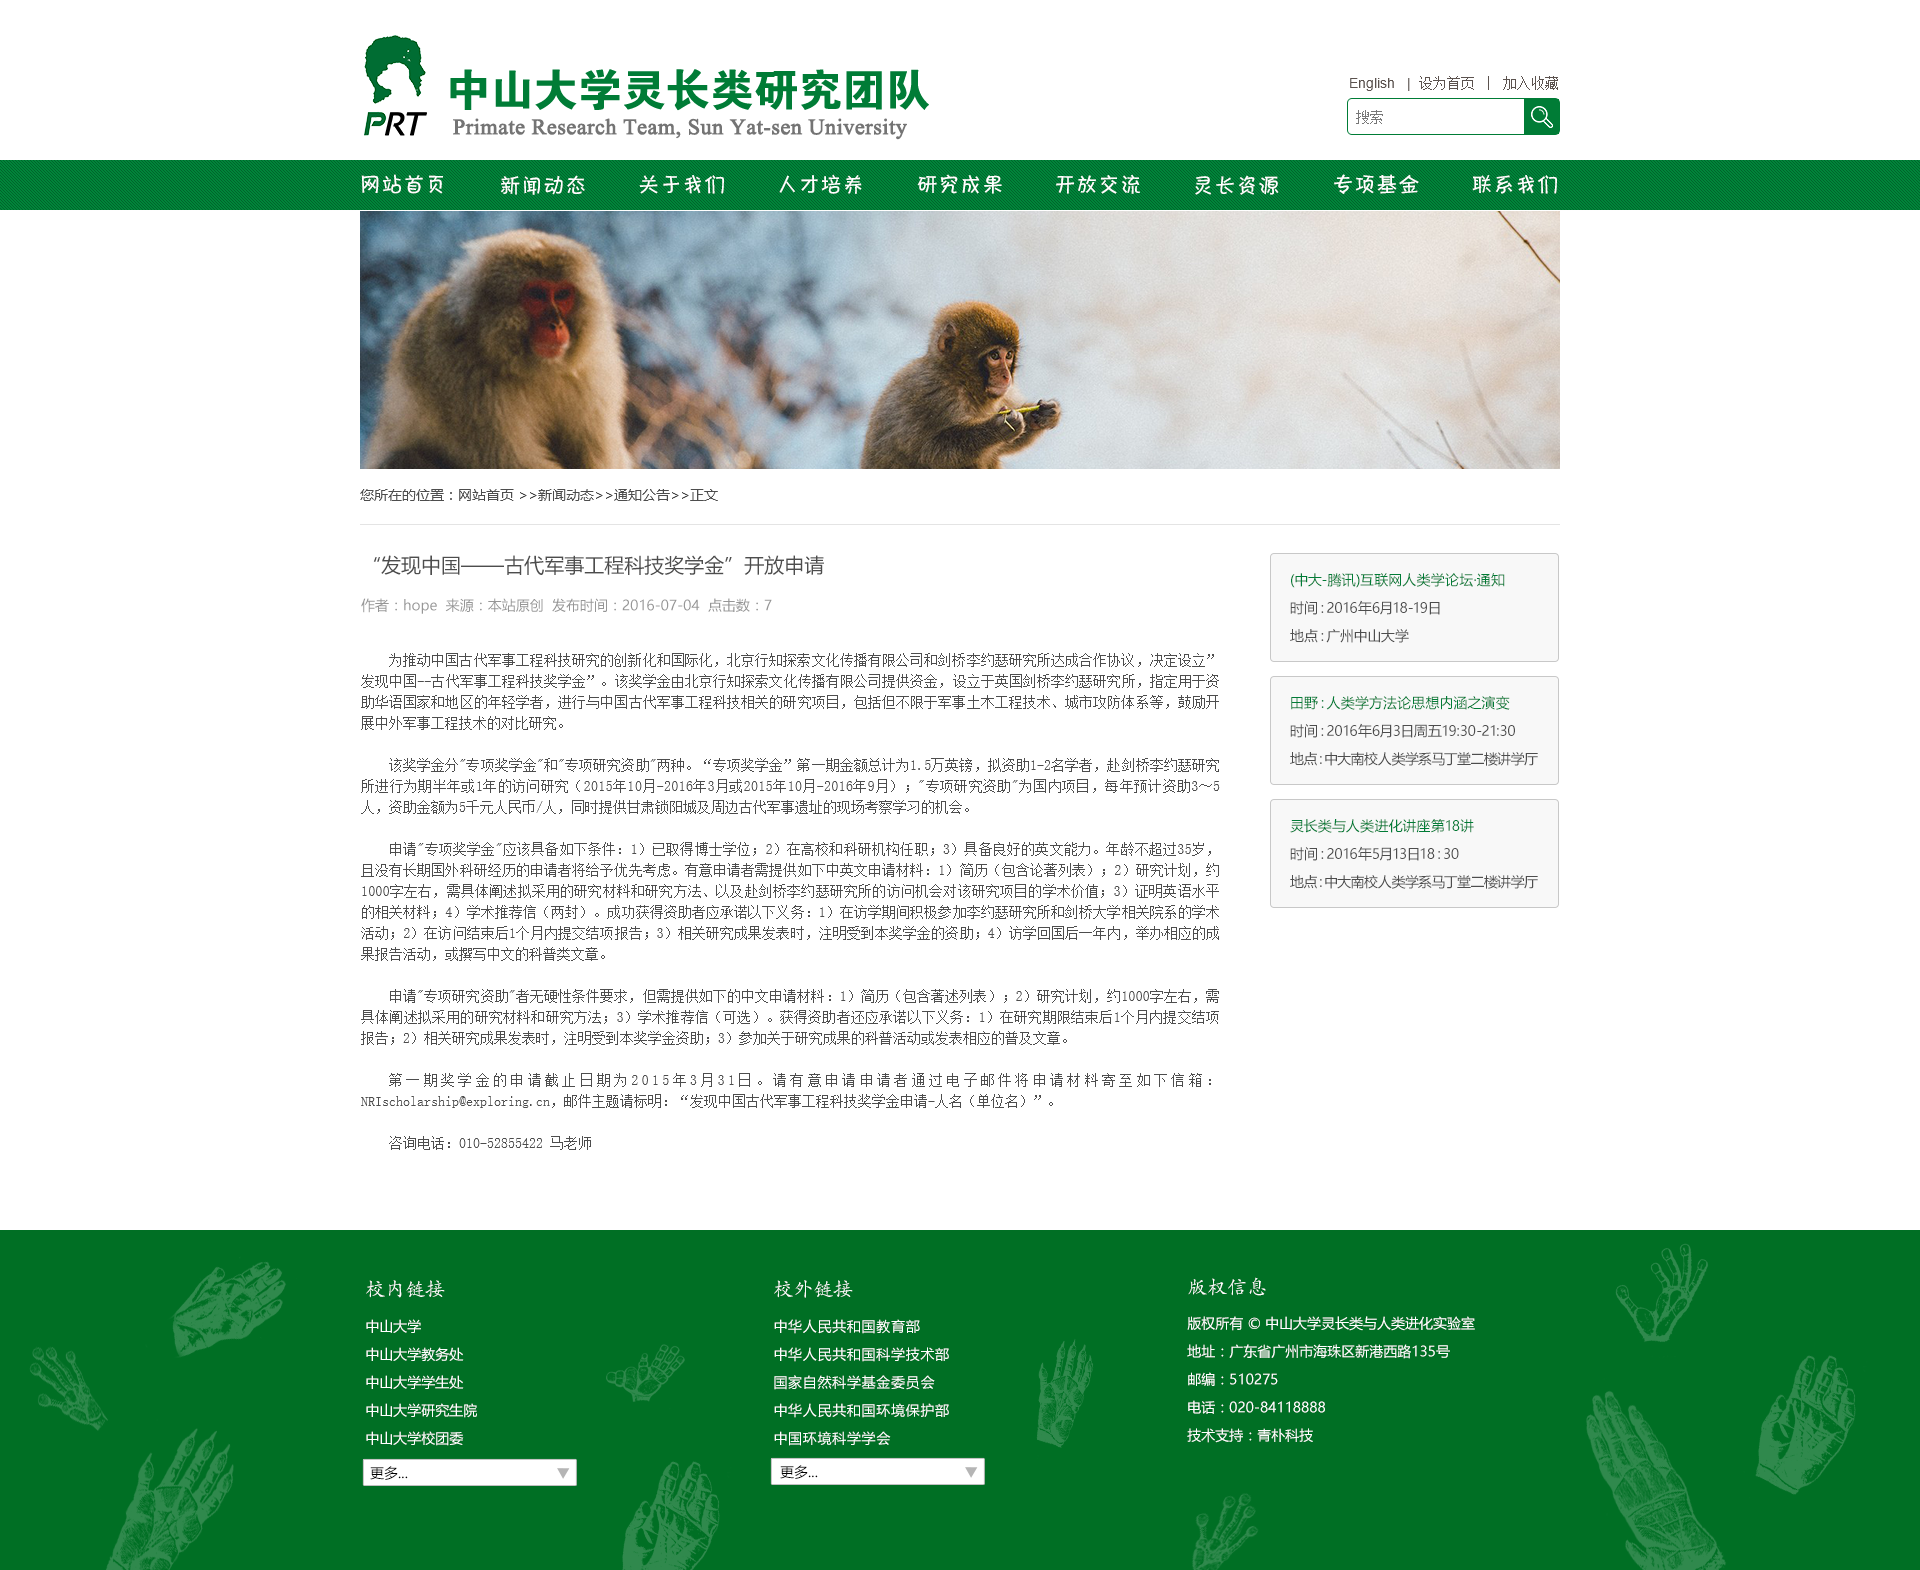 中山大学灵长类研究团队
PRT
Primate Research Team, Sun Yat-sen University
English | 设为首页 | 加入收藏
搜索
网站首页 新闻动态 关于我们 人才培养 研究成果 开放交流 灵长资源 专项基金 联系我们
您所在的位置：网站首页 >>新闻动态>>通知公告>>正文
“发现中国——古代军事工程科技奖学金”开放申请
作者：hope 来源：本站原创 发布时间：2016-07-04 点击数：7
为推动中国古代军事工程科技研究的创新化和国际化，北京行知探索文化传播有限公司和剑桥李约瑟研究所达成合作协议，决定设立”
发现中国--古代军事工程科技奖学金”。该奖学金由北京行知探索文化传播有限公司提供资金，设立于英国剑桥李约瑟研究所，指定用于资
助华语国家和地区的年轻学者，进行与中国古代军事工程科技相关的研究项目，包括但不限于军事土木工程技术、城市攻防体系等，鼓励开
展中外军事工程技术的对比研究。
该奖学金分"专项奖学金"和"专项研究资助"两种。“专项奖学金”第一期金额总计为1.5万英镑，拟资助1-2名学者，赴剑桥李约瑟研究
所进行为期半年或1年的访问研究（2015年10月-2016年3月或2015年10月-2016年9月）；"专项研究资助"为国内项目，每年预计资助3～5
人，资助金额为5千元人民币/人，同时提供甘肃锁阳城及周边古代军事遗址的现场考察学习的机会。
申请"专项奖学金"应该具备如下条件：1）已取得博士学位；2）在高校和科研机构任职；3）具备良好的英文能力。年龄不超过35岁，
且没有长期国外科研经历的申请者将给予优先考虑。有意申请者需提供如下中英文申请材料：1）简历（包含论著列表）；2）研究计划，约
1000字左右，需具体阐述拟采用的研究材料和研究方法、以及赴剑桥李约瑟研究所的访问机会对该研究项目的学术价值；3）证明英语水平
的相关材料；4）学术推荐信（两封）。成功获得资助者应承诺以下义务：1）在访学期间积极参加李约瑟研究所和剑桥大学相关院系的学术
活动；2）在访问结束后1个月内提交结项报告；3）相关研究成果发表时，注明受到本奖学金的资助；4）访学回国后一年内，举办相应的成
果报告活动，或撰写中文的科普类文章。
申请"专项研究资助"者无硬性条件要求，但需提供如下的中文申请材料：1）简历（包含著述列表）；2）研究计划，约1000字左右，需
具体阐述拟采用的研究材料和研究方法；3）学术推荐信（可选）。获得资助者还应承诺以下义务：1）在研究期限结束后1个月内提交结项
报告；2）相关研究成果发表时，注明受到本奖学金资助；3）参加关于研究成果的科普活动或发表相应的普及文章。
第一期奖学金的申请截止日期为2015年3月31日。请有意申请申请者通过电子邮件将申请材料寄至如下信箱：
NRIscholarship@exploring.cn，邮件主题请标明：“发现中国古代军事工程科技奖学金申请-人名（单位名）”。
咨询电话：010-52855422 马老师
(中大-腾讯)互联网人类学论坛·通知
时间：2016年6月18-19日
地点：广州中山大学
田野：人类学方法论思想内涵之演变
时间：2016年6月3日周五19:30-21:30
地点：中大南校人类学系马丁堂二楼讲学厅
灵长类与人类进化讲座第18讲
时间：2016年5月13日18：30
地点：中大南校人类学系马丁堂二楼讲学厅
校内链接
中山大学
中山大学教务处
中山大学学生处
中山大学研究生院
中山大学校团委
更多...
校外链接
中华人民共和国教育部
中华人民共和国科学技术部
国家自然科学基金委员会
中华人民共和国环境保护部
中国环境科学学会
更多...
版权信息
版权所有 © 中山大学灵长类与人类进化实验室
地址：广东省广州市海珠区新港西路135号
邮编：510275
电话：020-84118888
技术支持：青朴科技